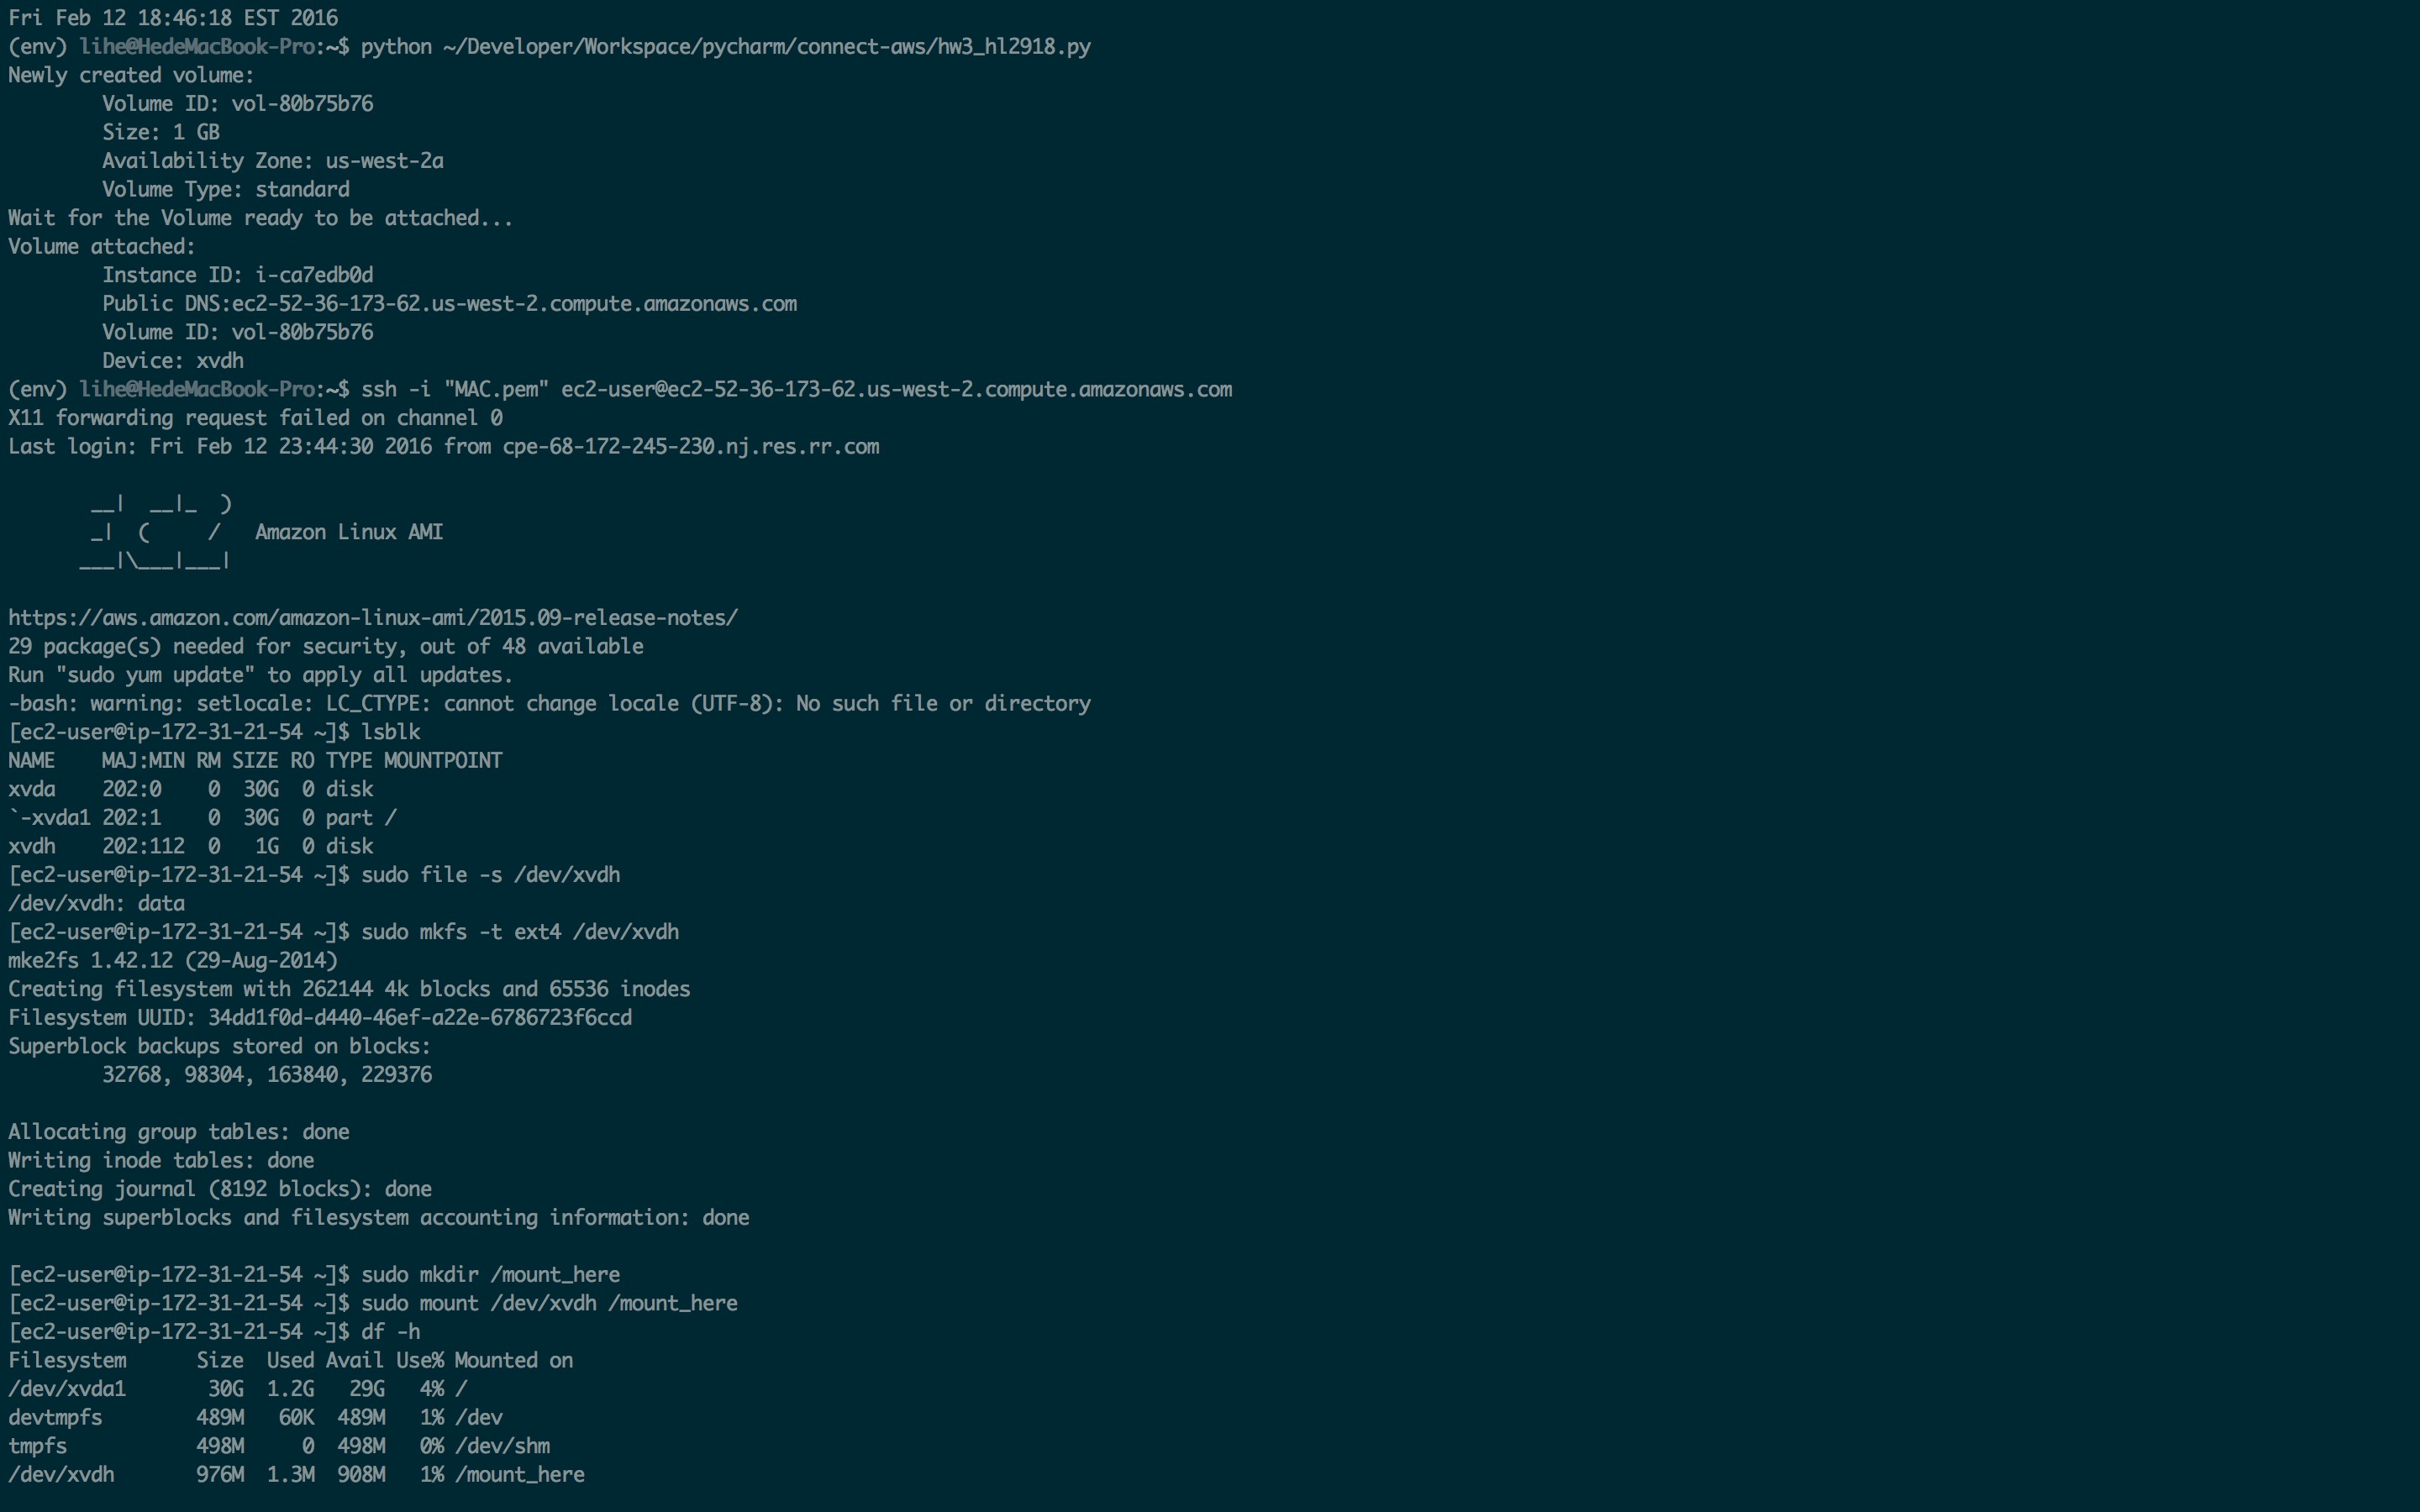 Fri Feb 12 18:46:18 EST 2016
(env) lihe@HedeMacBook-Pro:~$ python ~/Developer/Workspace/pycharm/connect-aws/hw3_hl2918.py
Newly created volume:
        Volume ID: vol-80b75b76
        Size: 1 GB
        Availability Zone: us-west-2a
        Volume Type: standard
Wait for the Volume ready to be attached...
Volume attached:
        Instance ID: i-ca7edb0d
        Public DNS:ec2-52-36-173-62.us-west-2.compute.amazonaws.com
        Volume ID: vol-80b75b76
        Device: xvdh
(env) lihe@HedeMacBook-Pro:~$ ssh -i "MAC.pem" ec2-user@ec2-52-36-173-62.us-west-2.compute.amazonaws.com
X11 forwarding request failed on channel 0
Last login: Fri Feb 12 23:44:30 2016 from cpe-68-172-245-230.nj.res.rr.com

       __|  __|_  )
       _|  (     /   Amazon Linux AMI
      ___|\___|___|

https://aws.amazon.com/amazon-linux-ami/2015.09-release-notes/
29 package(s) needed for security, out of 48 available
Run "sudo yum update" to apply all updates.
-bash: warning: setlocale: LC_CTYPE: cannot change locale (UTF-8): No such file or directory
[ec2-user@ip-172-31-21-54 ~]$ lsblk
NAME    MAJ:MIN RM SIZE RO TYPE MOUNTPOINT
xvda    202:0    0  30G  0 disk
`-xvda1 202:1    0  30G  0 part /
xvdh    202:112  0   1G  0 disk
[ec2-user@ip-172-31-21-54 ~]$ sudo file -s /dev/xvdh
/dev/xvdh: data
[ec2-user@ip-172-31-21-54 ~]$ sudo mkfs -t ext4 /dev/xvdh
mke2fs 1.42.12 (29-Aug-2014)
Creating filesystem with 262144 4k blocks and 65536 inodes
Filesystem UUID: 34dd1f0d-d440-46ef-a22e-6786723f6ccd
Superblock backups stored on blocks:
        32768, 98304, 163840, 229376

Allocating group tables: done
Writing inode tables: done
Creating journal (8192 blocks): done
Writing superblocks and filesystem accounting information: done

[ec2-user@ip-172-31-21-54 ~]$ sudo mkdir /mount_here
[ec2-user@ip-172-31-21-54 ~]$ sudo mount /dev/xvdh /mount_here
[ec2-user@ip-172-31-21-54 ~]$ df -h
Filesystem      Size  Used Avail Use% Mounted on
/dev/xvda1       30G  1.2G   29G   4% /
devtmpfs        489M   60K  489M   1% /dev
tmpfs           498M     0  498M   0% /dev/shm
/dev/xvdh       976M  1.3M  908M   1% /mount_here